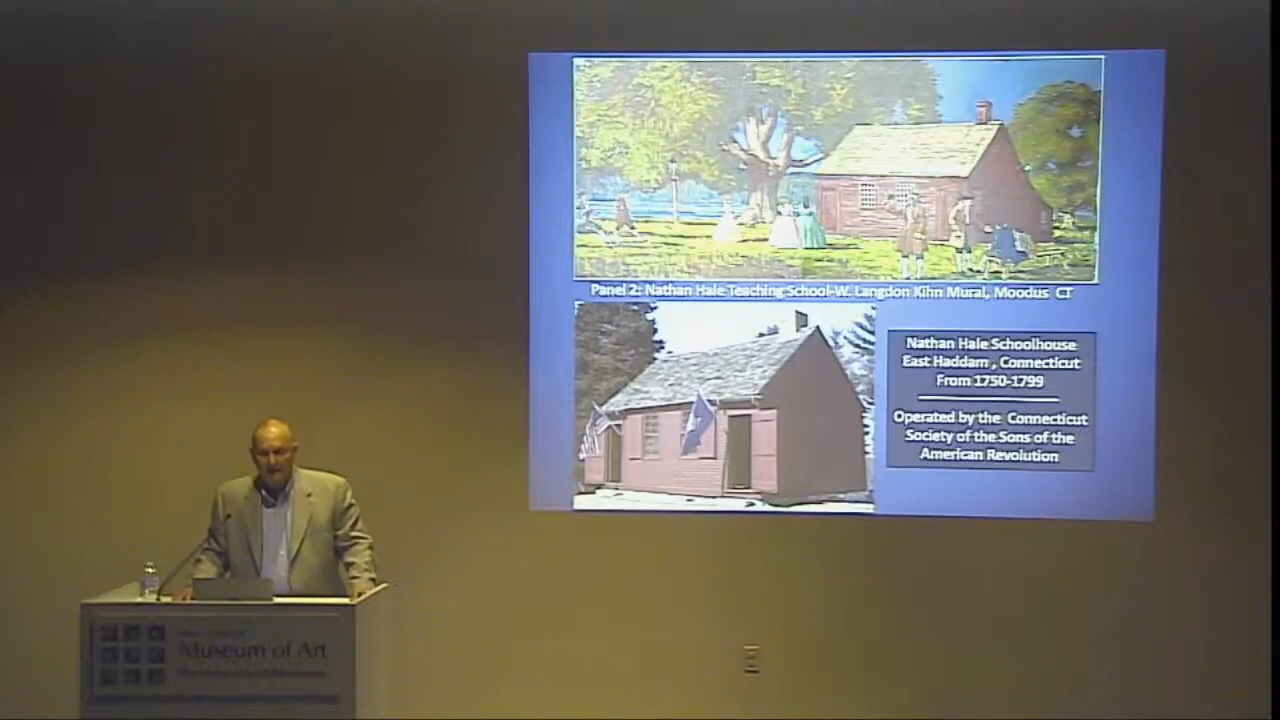 Panel 2: Nathan Hale Teaching School-W. Langdon Kihn Mural, Moodus CT
Nathan Hale Schoolhouse
East Haddam , Connecticut
From 1750-1799
Operated by the Connecticut
Society of the Sons of the
American Revolution
Museum of Art